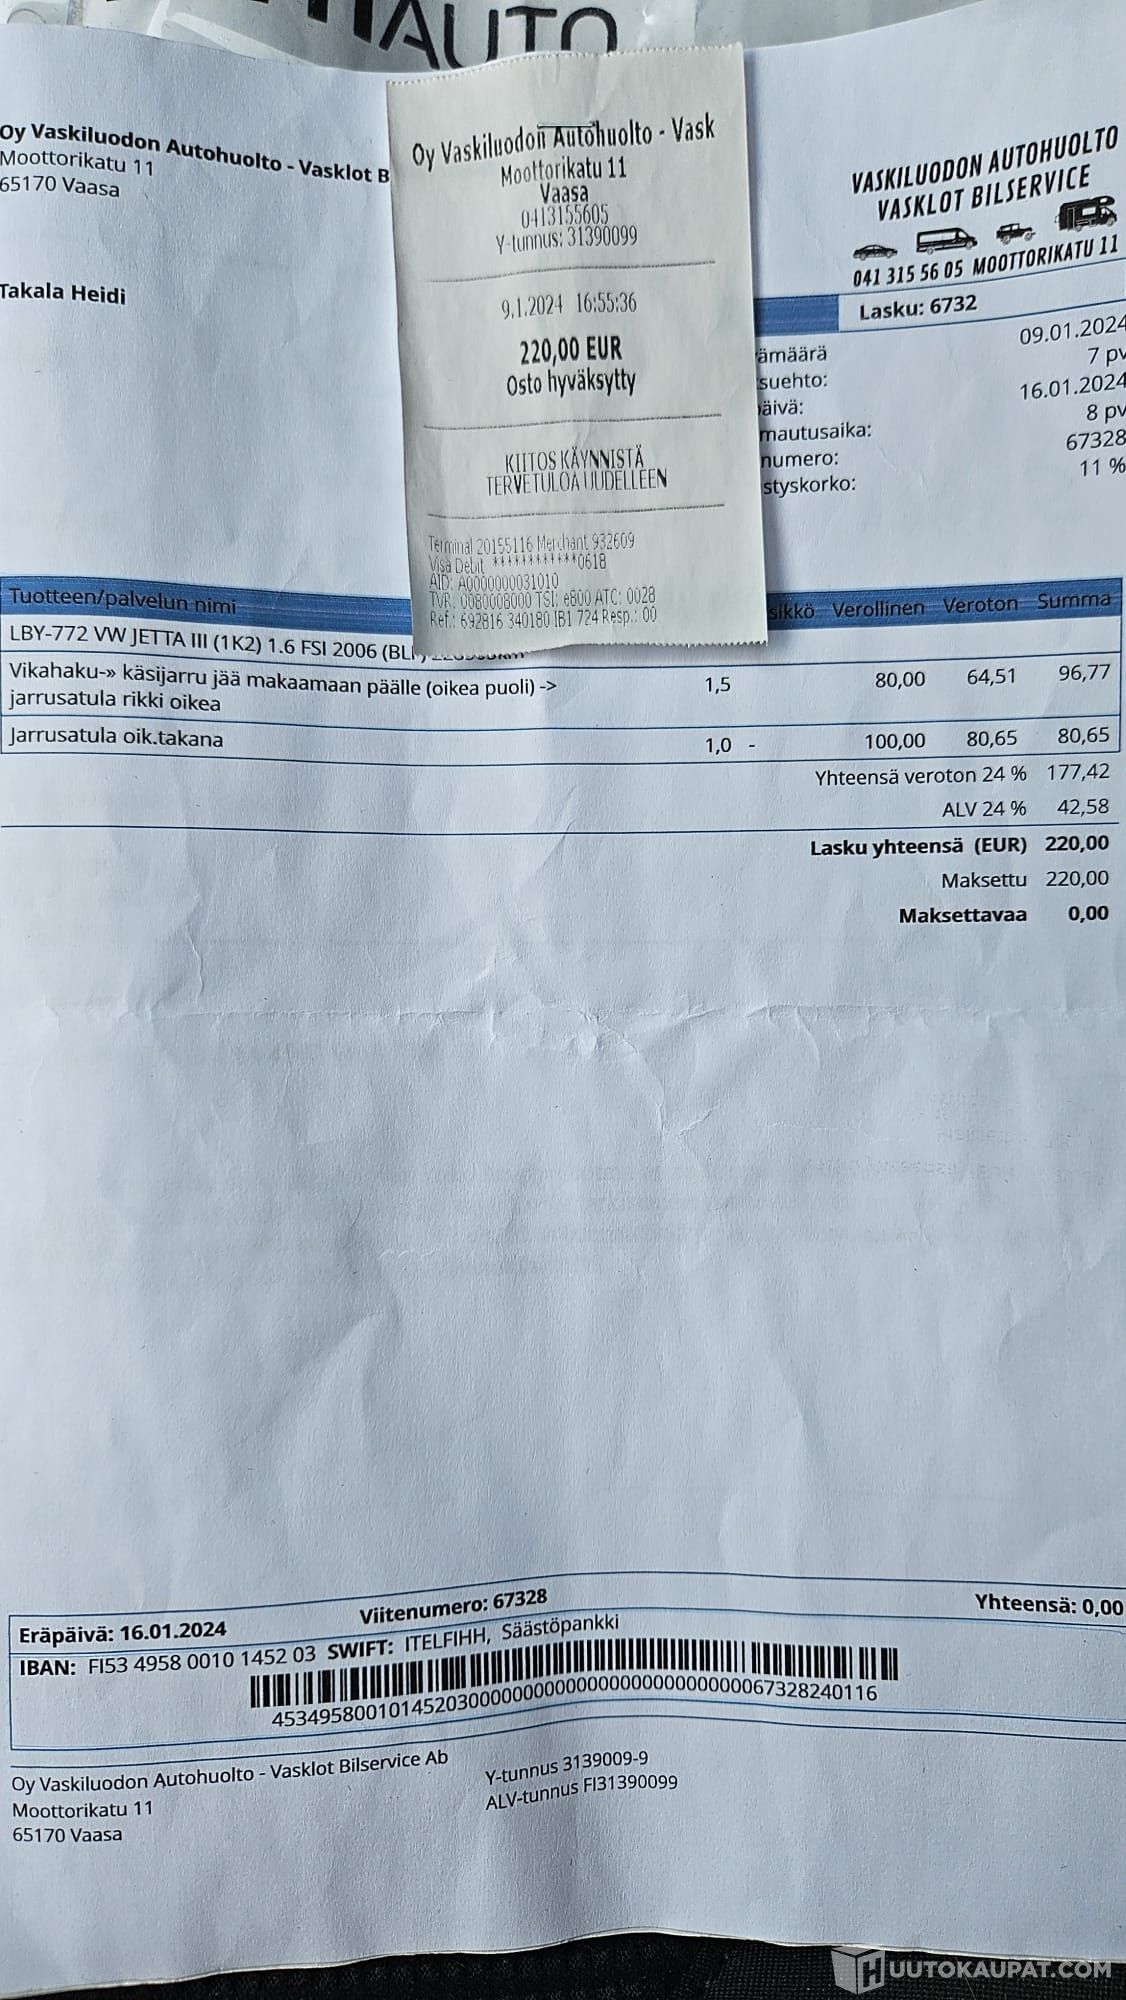 AUTO
Oy Vaskiluodon Autohuolto - Vasklot B
Moottorikatu 11
65170 Vaasa
Takala Heidi
Oy Vaskiluodon Autohuolto - Vask
Moottorikatu 11
Vaasa
0413155605
Y-tunnus: 31390099
9.1.2024 16:55:36
220,00 EUR
Osto hyväksytty
KIITOS KÄYNNISTÄ
TERVETULOA UUDELLEEN
Terminal 20155116 Merchant 932609
Visa Debit ************0618
AID: A0000000031010
TVR: 0080008000 TSI: e800 ATC: 0028
Ref.: 692816 340180 IB1 724 Resp.: 00
VASKILUODON AUTOHUOLTO
VASKLOT BILSERVICE
041 315 56 05 MOOTTORIKATU 11
Lasku: 6732
ämäärä 09.01.2024
suehto: 7 pv
äivä: 16.01.2024
mautusaika: 8 pv
numero: 67328
styskorko: 11 %
Tuotteen/palvelun nimi sikkö Verollinen Veroton Summa
LBY-772 VW JETTA III (1K2) 1.6 FSI 2006
Vikahaku-» käsijarru jää makaamaan päälle (oikea puoli) -> 1,5 80,00 64,51 96,77
jarrusatula rikki oikea
Jarrusatula oik.takana 1,0 - 100,00 80,65 80,65
Yhteensä veroton 24 % 177,42
ALV 24 % 42,58
Lasku yhteensä (EUR) 220,00
Maksettu 220,00
Maksettavaa 0,00
Eräpäivä: 16.01.2024 Viitenumero: 67328 Yhteensä: 0,00
IBAN: FI53 4958 0010 1452 03 SWIFT: ITELFIHH, Säästöpankki
Oy Vaskiluodon Autohuolto - Vasklot Bilservice Ab
Moottorikatu 11
65170 Vaasa
Y-tunnus 3139009-9
ALV-tunnus FI31390099
HUUTOKAUPAT.COM